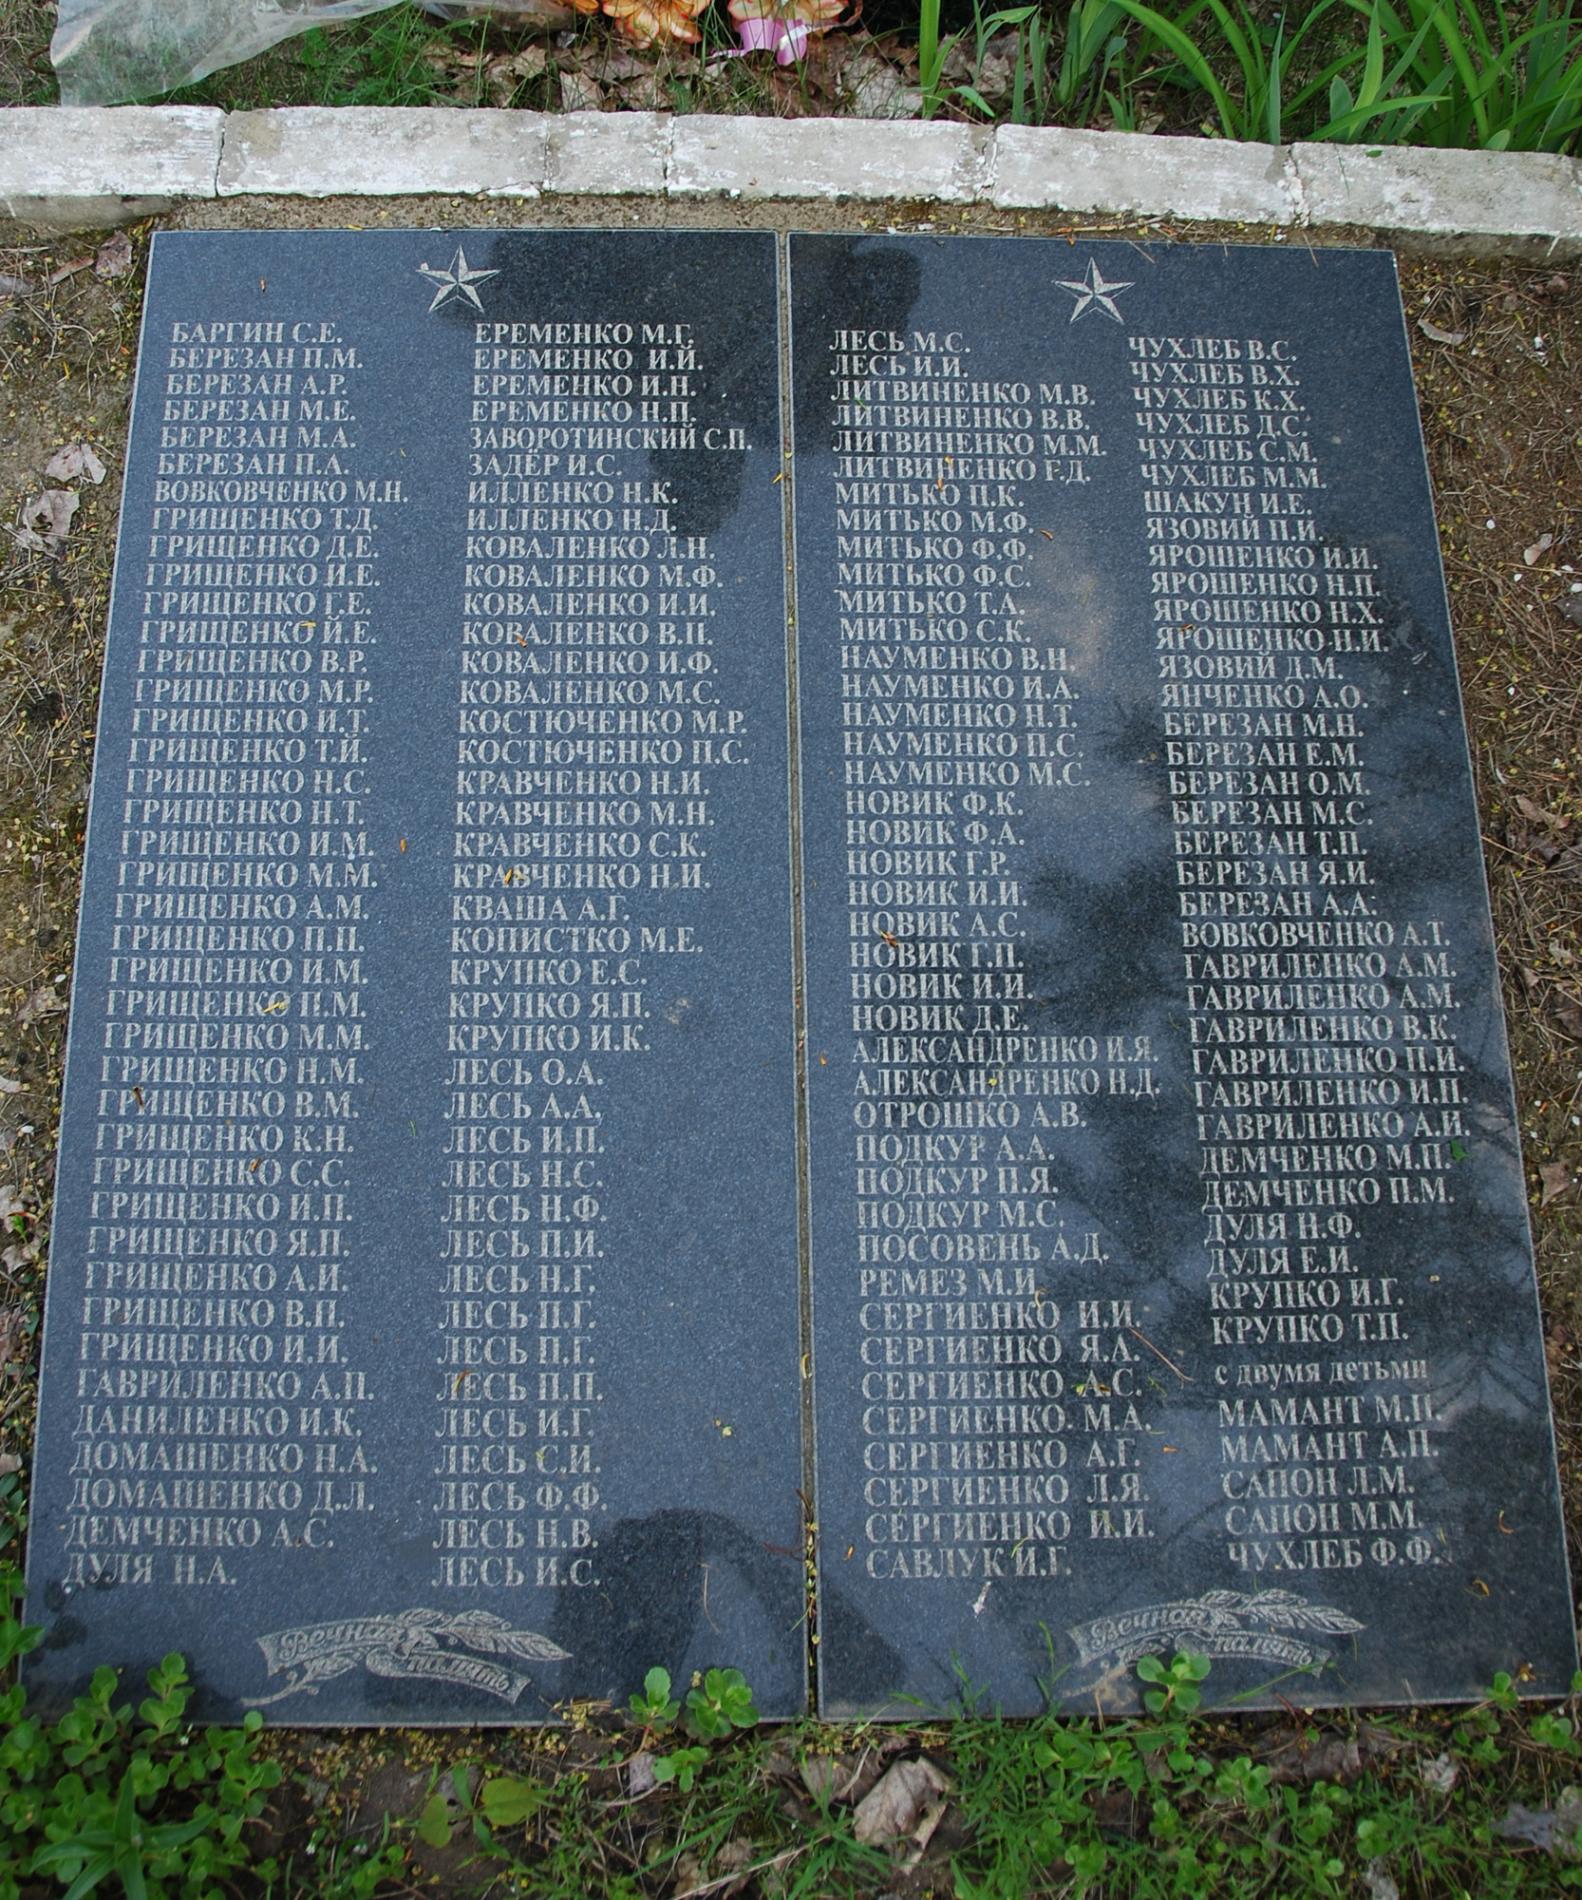 БАРГИН С.Е.
БЕРЕЗАН П.М.
БЕРЕЗАН А.Р.
БЕРЕЗАН М.Е.
БЕРЕЗАН М.А.
БЕРЕЗАН П.А.
ВОВКОВЧЕНКО М.Н.
ГРИЩЕНКО Т.Д.
ГРИЩЕНКО Д.Е.
ГРИЩЕНКО Й.Е.
ГРИЩЕНКО Г.Е.
ГРИЩЕНКО Й.Е.
ГРИЩЕНКО В.Р.
ГРИЩЕНКО М.Р.
ГРИЩЕНКО И.Т.
ГРИЩЕНКО Т.Й.
ГРИЩЕНКО Н.С.
ГРИЩЕНКО Н.Т.
ГРИЩЕНКО И.М.
ГРИЩЕНКО М.М.
ГРИЩЕНКО А.М.
ГРИЩЕНКО П.П.
ГРИЩЕНКО И.М.
ГРИЩЕНКО П.М.
ГРИЩЕНКО М.М.
ГРИЩЕНКО Н.М.
ГРИЩЕНКО В.М.
ГРИЩЕНКО К.Н.
ГРИЩЕНКО С.С.
ГРИЩЕНКО И.П.
ГРИЩЕНКО Я.П.
ГРИЩЕНКО А.И.
ГРИЩЕНКО В.П.
ГРИЩЕНКО И.И.
ГАВРИЛЕНКО А.П.
ДАНИЛЕНКО И.К.
ДОМАШЕНКО Н.А.
ДОМАШЕНКО Д.Л.
ДЕМЧЕНКО А.С.
ДУЛЯ Н.А.
ЕРЕМЕНКО М.Г.
ЕРЕМЕНКО И.Й.
ЕРЕМЕНКО И.Н.
ЕРЕМЕНКО Н.П.
ЗАВОРОТИНСКИЙ С.П.
ЗАДЁР И.С.
ИЛЛЕНКО Н.К.
ИЛЛЕНКО Н.Д.
КОВАЛЕНКО Л.Н.
КОВАЛЕНКО М.Ф.
КОВАЛЕНКО И.И.
КОВАЛЕНКО В.П.
КОВАЛЕНКО И.Ф.
КОВАЛЕНКО М.С.
КОСТЮЧЕНКО М.Р.
КОСТЮЧЕНКО П.С.
КРАВЧЕНКО Н.И.
КРАВЧЕНКО М.Н.
КРАВЧЕНКО С.К.
КРАВЧЕНКО Н.И.
КВАША А.Г.
КОПИСТКО М.Е.
КРУПКО Е.С.
КРУПКО Я.П.
КРУПКО И.К.
ЛЕСЬ О.А.
ЛЕСЬ А.А.
ЛЕСЬ И.П.
ЛЕСЬ Н.С.
ЛЕСЬ Н.Ф.
ЛЕСЬ П.И.
ЛЕСЬ Н.Г.
ЛЕСЬ П.Г.
ЛЕСЬ П.Г.
ЛЕСЬ П.П.
ЛЕСЬ И.Г.
ЛЕСЬ С.И.
ЛЕСЬ Ф.Ф.
ЛЕСЬ Н.В.
ЛЕСЬ И.С.
Вечная
память
ЛЕСЬ М.С.
ЛЕСЬ И.И.
ЛИТВИНЕНКО М.В.
ЛИТВИНЕНКО В.В.
ЛИТВИНЕНКО М.М.
ЛИТВИНЕНКО Г.Д.
МИТЬКО П.К.
МИТЬКО М.Ф.
МИТЬКО Ф.Ф.
МИТЬКО Ф.С.
МИТЬКО Т.А.
МИТЬКО С.К.
НАУМЕНКО В.Н.
НАУМЕНКО И.А.
НАУМЕНКО Н.Т.
НАУМЕНКО П.С.
НАУМЕНКО М.С.
НОВИК Ф.К.
НОВИК Ф.А.
НОВИК Г.Р.
НОВИК И.И.
НОВИК А.С.
НОВИК Г.П.
НОВИК И.И.
НОВИК Д.Е.
АЛЕКСАНДРЕНКО И.Я.
АЛЕКСАНДРЕНКО Н.Д.
ОТРОШКО А.В.
ПОДКУР А.А.
ПОДКУР П.Я.
ПОДКУР М.С.
ПОСОВЕНЬ А.Д.
РЕМЕЗ М.И.
СЕРГИЕНКО И.И.
СЕРГИЕНКО Я.А.
СЕРГИЕНКО А.С.
СЕРГИЕНКО М.А.
СЕРГИЕНКО А.Г.
СЕРГИЕНКО Л.Я.
СЕРГИЕНКО И.И.
САВЛУК И.Г.
ЧУХЛЕБ В.С.
ЧУХЛЕБ В.Х.
ЧУХЛЕБ К.Х.
ЧУХЛЕБ Д.С.
ЧУХЛЕБ С.М.
ЧУХЛЕБ М.М.
ШАКУН И.Е.
ЯЗОВИЙ П.И.
ЯРОШЕНКО И.И.
ЯРОШЕНКО Н.П.
ЯРОШЕНКО Н.Х.
ЯРОШЕНКО Н.И.
ЯЗОВИЙ Д.М.
ЯНЧЕНКО А.О.
БЕРЕЗАН М.Н.
БЕРЕЗАН Е.М.
БЕРЕЗАН О.М.
БЕРЕЗАН М.С.
БЕРЕЗАН Т.П.
БЕРЕЗАН Я.И.
БЕРЕЗАН А.А.
ВОВКОВЧЕНКО А.Т.
ГАВРИЛЕНКО А.М.
ГАВРИЛЕНКО А.М.
ГАВРИЛЕНКО В.К.
ГАВРИЛЕНКО П.И.
ГАВРИЛЕНКО И.П.
ГАВРИЛЕНКО А.И.
ДЕМЧЕНКО М.П.
ДЕМЧЕНКО П.М.
ДУЛЯ Н.Ф.
ДУЛЯ Е.И.
КРУПКО И.Г.
КРУПКО Т.П.
с двумя детьми
МАМАНТ М.П.
МАМАНТ А.П.
САПОН Л.М.
САПОН М.М.
ЧУХЛЕБ Ф.Ф.
Вечная
память